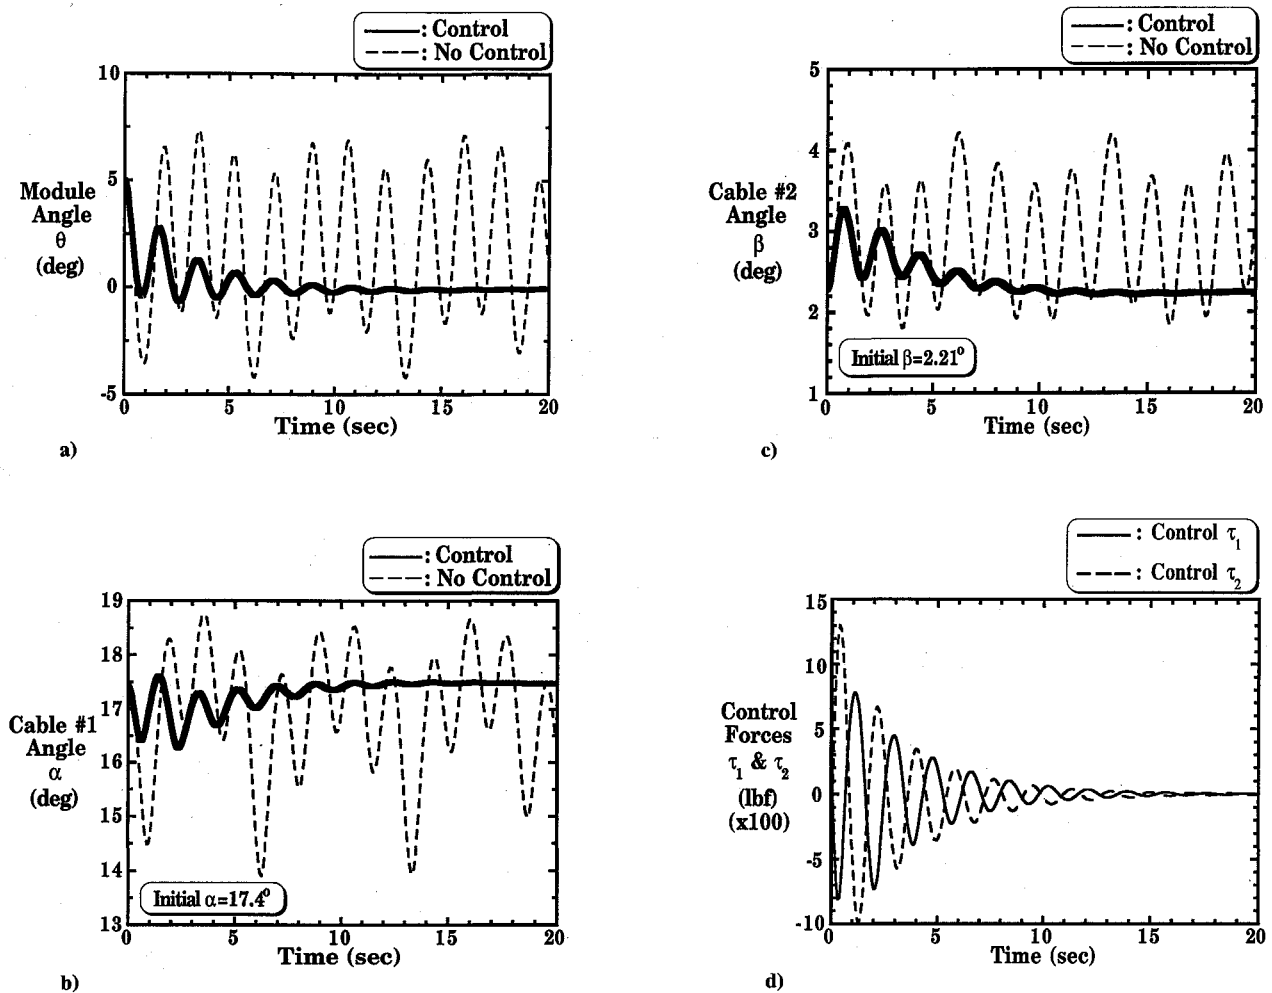 : Control
: No Control
10
5
0
-5
Module
Angle
θ
(deg)
0 5 10 15 20
Time (sec)
a)
: Control
: No Control
5
4
3
2
1
Cable #2
Angle
β
(deg)
Initial β=2.21°
0 5 10 15 20
Time (sec)
c)
: Control
: No Control
19
18
17
16
15
14
13
Cable #1
Angle
α
(deg)
Initial α=17.4°
0 5 10 15 20
Time (sec)
b)
: Control τ1
: Control τ2
15
10
5
0
-5
-10
Control
Forces
τ1 & τ2
(lbf)
(x100)
0 5 10 15 20
Time (sec)
d)